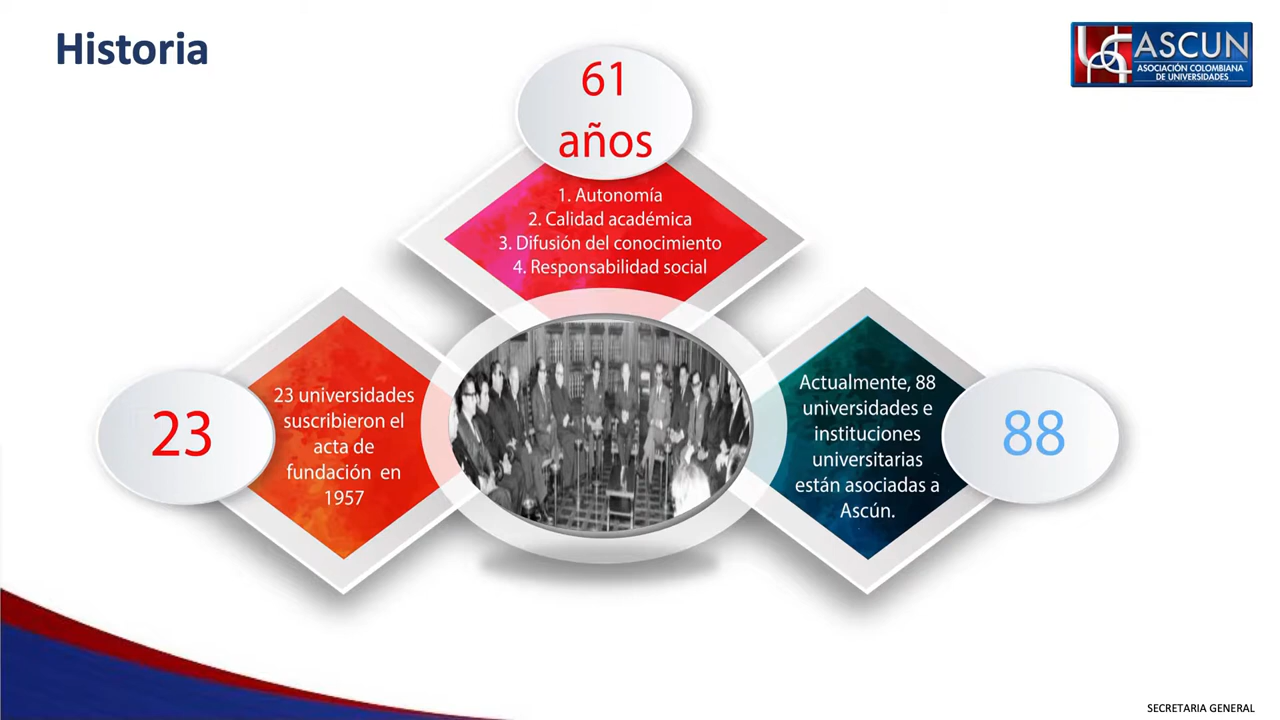 Historia
ASCUN
ASOCIACIÓN COLOMBIANA
DE UNIVERSIDADES
61
años
1. Autonomía
2. Calidad académica
3. Difusión del conocimiento
4. Responsabilidad social
23
23 universidades
suscribieron el
acta de
fundación en
1957
Actualmente, 88
universidades e
instituciones
universitarias
están asociadas a
Ascún.
88
SECRETARIA GENERAL